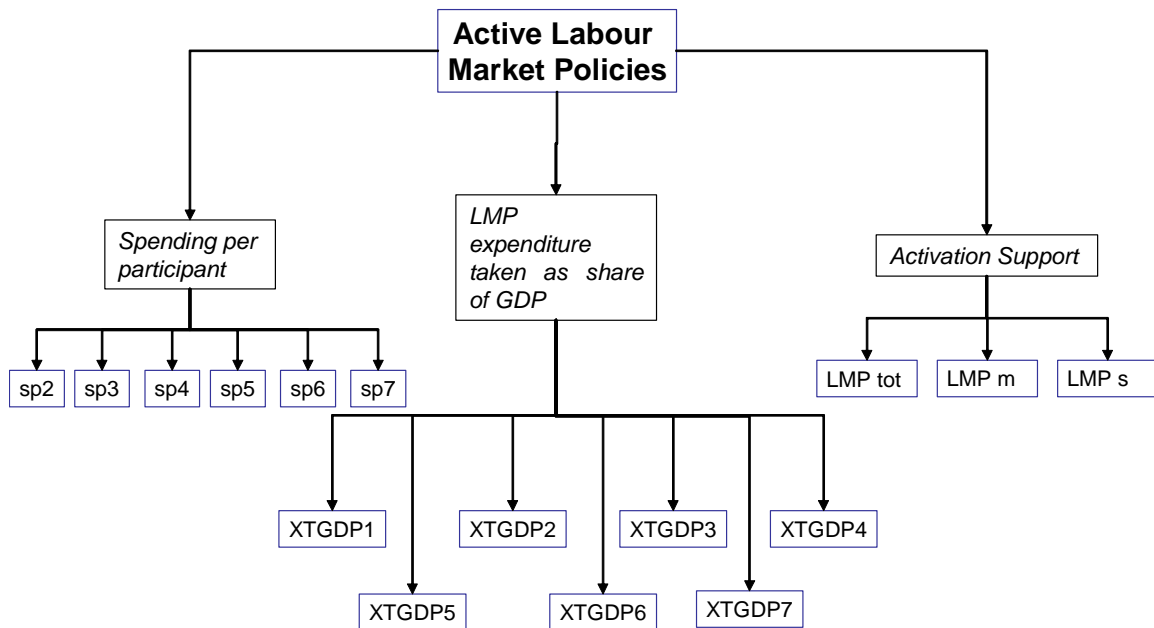 Active Labour
Market Policies
Spending per
participant
LMP
expenditure
taken as share
of GDP
Activation Support
sp2
sp3
sp4
sp5
sp6
sp7
LMP tot
LMP m
LMP s
XTGDP1
XTGDP2
XTGDP3
XTGDP4
XTGDP5
XTGDP6
XTGDP7